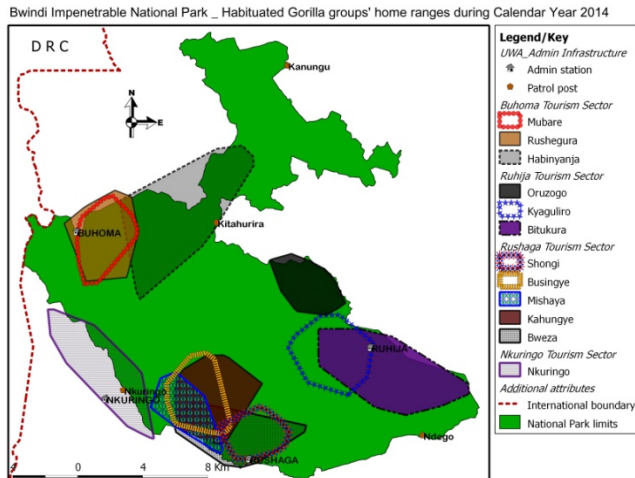 Bwindi Impenetrable National Park _ Habituated Gorilla groups' home ranges during Calendar Year 2014
D R C
Kanungu
N
E
BUHOMA
Kitahurira
RUHIJA
Nkuringo
NKURINGO
Ndego
RUSHAGA
4 0 4 8 Km
Legend/Key
UWA_Admin Infrastructure
Admin station
Patrol post
Buhoma Tourism Sector
Mubare
Rushegura
Habinyanja
Ruhija Tourism Sector
Oruzogo
Kyaguliro
Bitukura
Rushaga Tourism Sector
Shongi
Busingye
Mishaya
Kahungye
Bweza
Nkuringo Tourism Sector
Nkuringo
Additional attributes
International boundary
National Park limits